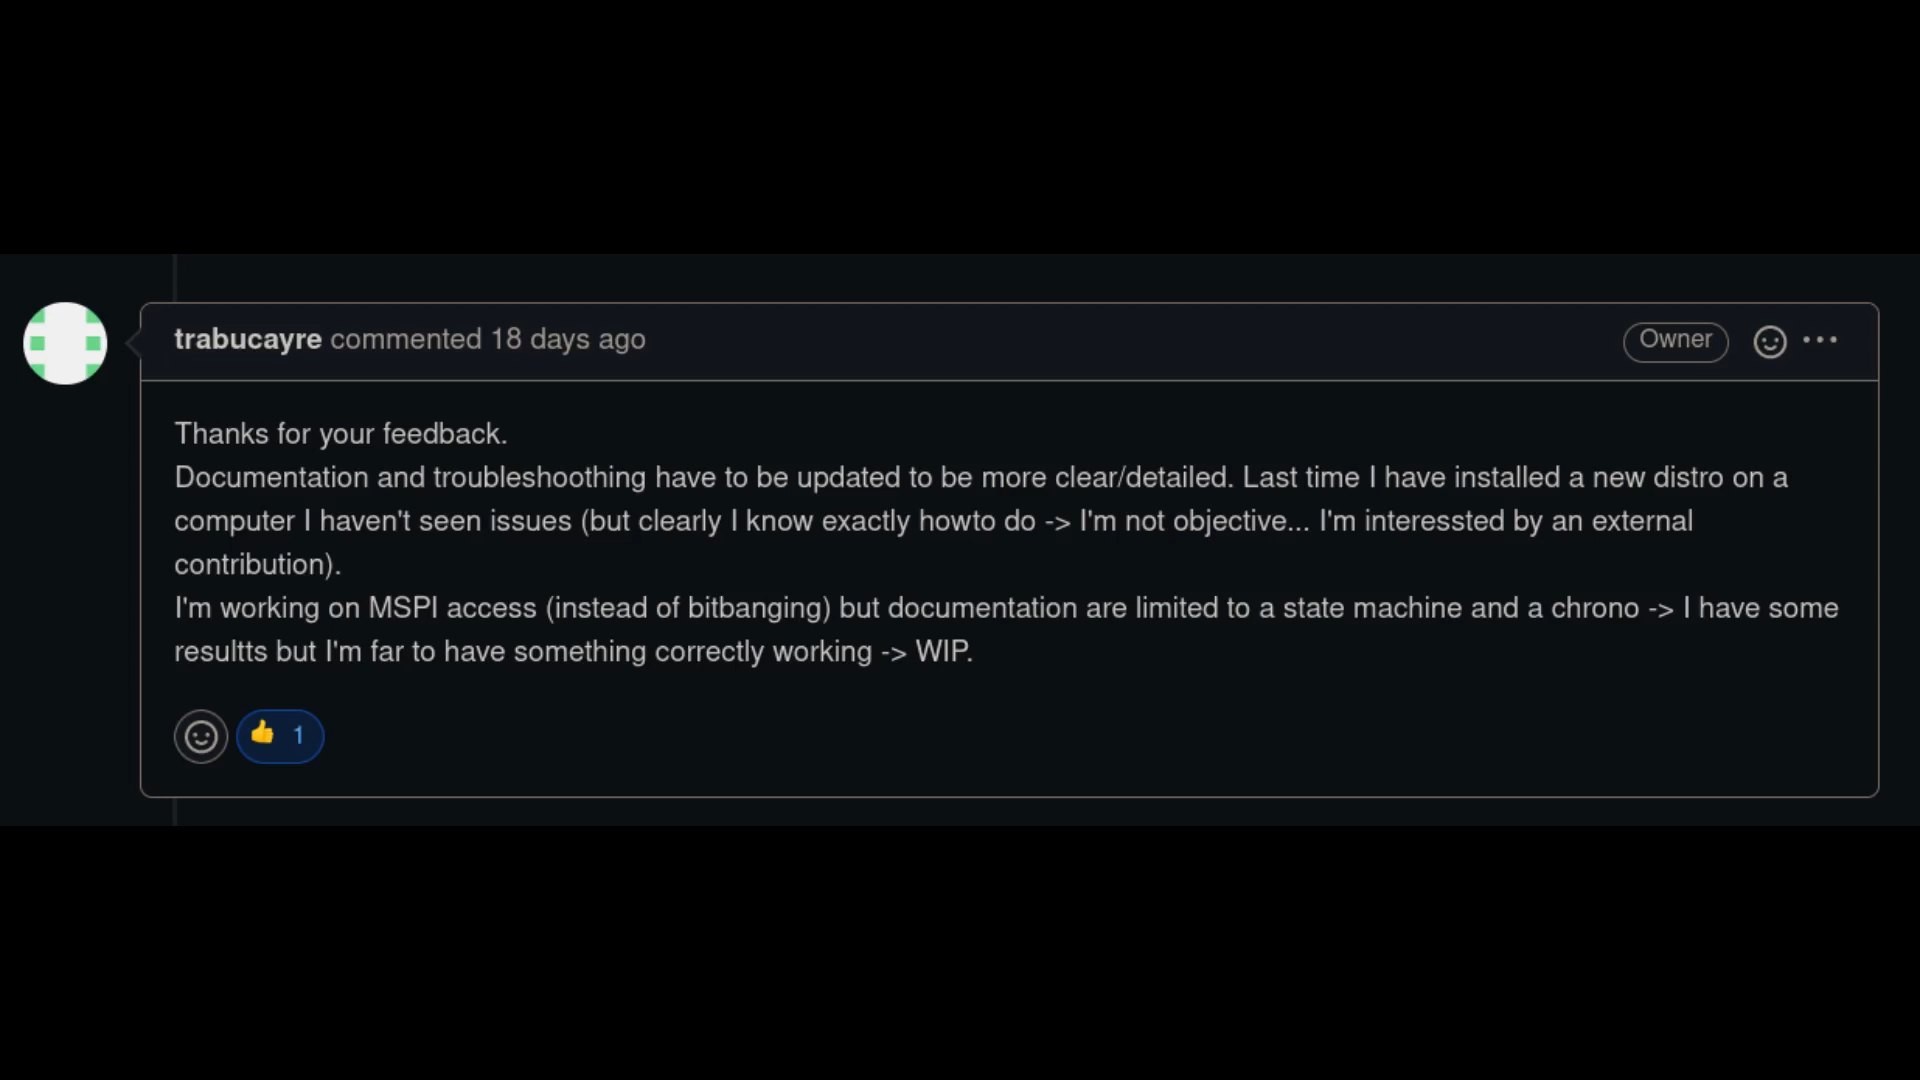 trabucayre commented 18 days ago
Owner
Thanks for your feedback.
Documentation and troubleshoothing have to be updated to be more clear/detailed. Last time I have installed a new distro on a
computer I haven't seen issues (but clearly I know exactly howto do -> I'm not objective... I'm interessted by an external
contribution).
I'm working on MSPI access (instead of bitbanging) but documentation are limited to a state machine and a chrono -> I have some
resultts but I'm far to have something correctly working -> WIP.
👍 1